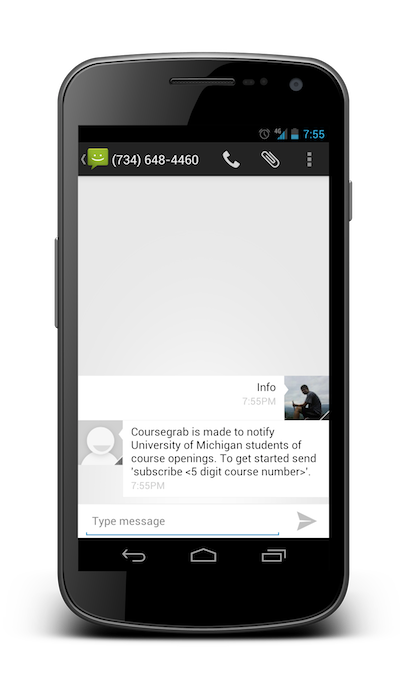 4G 7:55
(734) 648-4460
Info
7:55PM
Coursegrab is made to notify
University of Michigan students of
course openings. To get started send
'subscribe <5 digit course number>'.
7:55PM
Type message